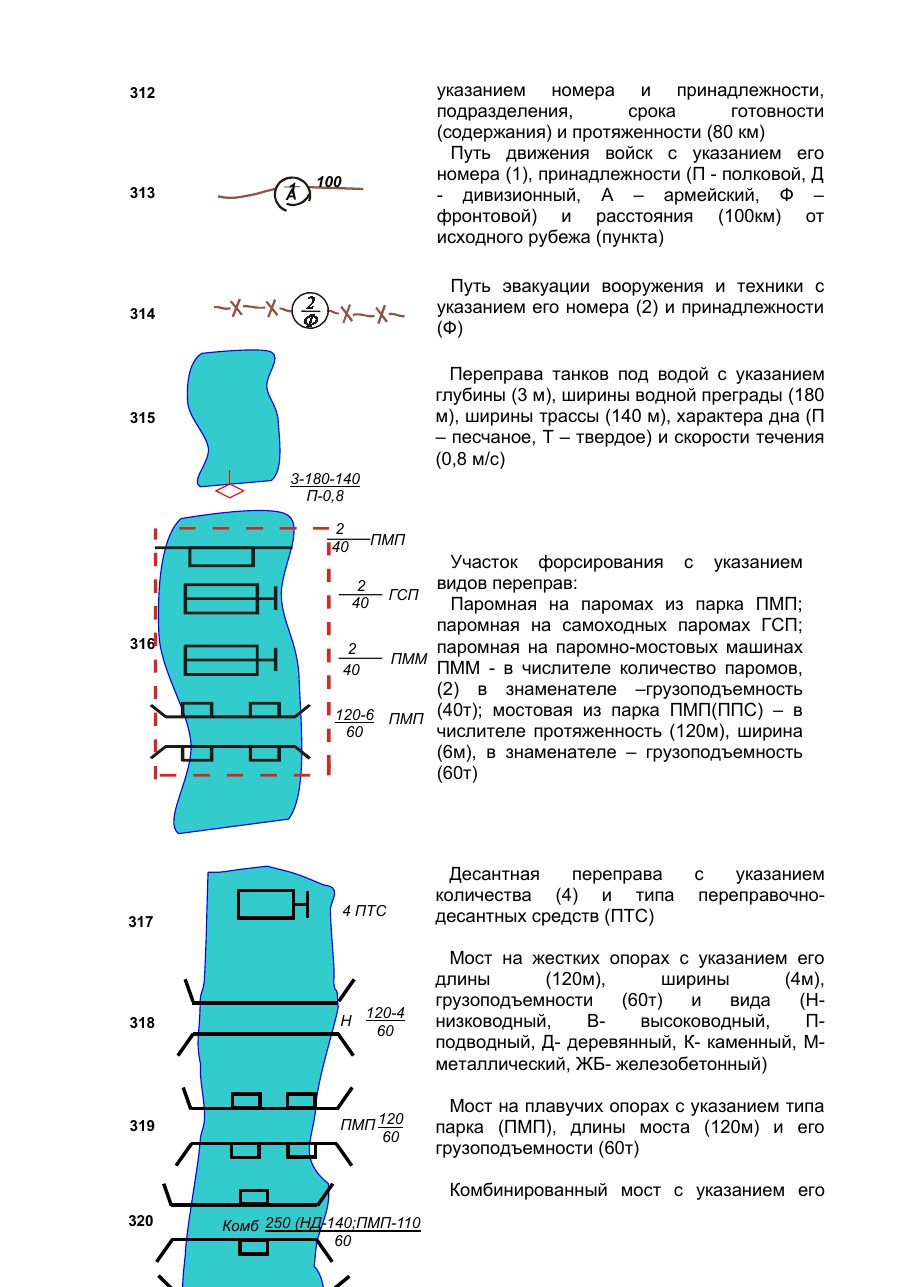 312
указанием номера и принадлежности,
подразделения, срока готовности
(содержания) и протяженности (80 км)
313
1
А
100
Путь движения войск с указанием его
номера (1), принадлежности (П - полковой, Д
- дивизионный, А – армейский, Ф –
фронтовой) и расстояния (100км) от
исходного рубежа (пункта)
314
2
Ф
Путь эвакуации вооружения и техники с
указанием его номера (2) и принадлежности
(Ф)
315
3-180-140
П-0,8
Переправа танков под водой с указанием
глубины (3 м), ширины водной преграды (180
м), ширины трассы (140 м), характера дна (П
– песчаное, Т – твердое) и скорости течения
(0,8 м/с)
316
2
40 ПМП
2
40 ГСП
2
40 ПММ
120-6
60 ПМП
Участок форсирования с указанием
видов переправ:
Паромная на паромах из парка ПМП;
паромная на самоходных паромах ГСП;
паромная на паромно-мостовых машинах
ПММ - в числителе количество паромов,
(2) в знаменателе –грузоподъемность
(40т); мостовая из парка ПМП(ППС) – в
числителе протяженность (120м), ширина
(6м), в знаменателе – грузоподъемность
(60т)
317
4 ПТС
Десантная переправа с указанием
количества (4) и типа переправочно-
десантных средств (ПТС)
318
Н 120-4
60
Мост на жестких опорах с указанием его
длины (120м), ширины (4м),
грузоподъемности (60т) и вида (Н-
низководный, В- высоководный, П-
подводный, Д- деревянный, К- каменный, М-
металлический, ЖБ- железобетонный)
319
ПМП 120
60
Мост на плавучих опорах с указанием типа
парка (ПМП), длины моста (120м) и его
грузоподъемности (60т)
320
Комб 250 (НД-140;ПМП-110
60
Комбинированный мост с указанием его